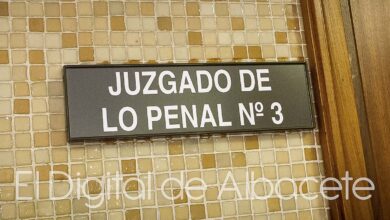 JUZGADO DE
LO PENAL Nº 3
El Digital de Albacete